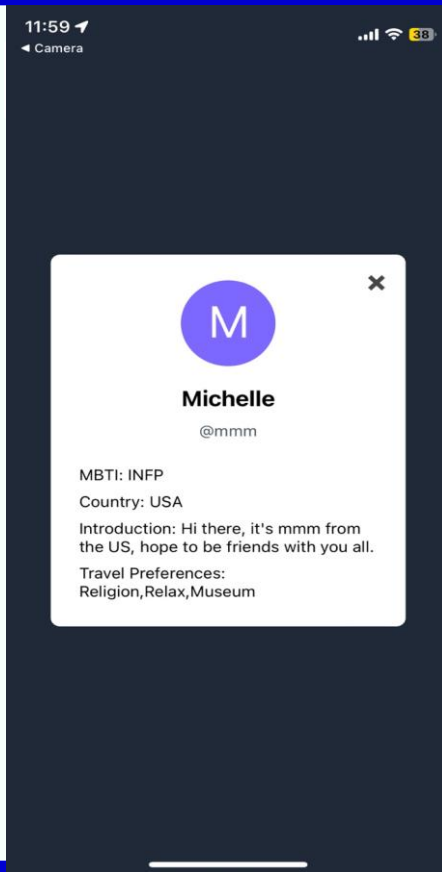 11:59
38
◀ Camera
M
Michelle
@mmm
MBTI: INFP
Country: USA
Introduction: Hi there, it's mmm from
the US, hope to be friends with you all.
Travel Preferences:
Religion,Relax,Museum